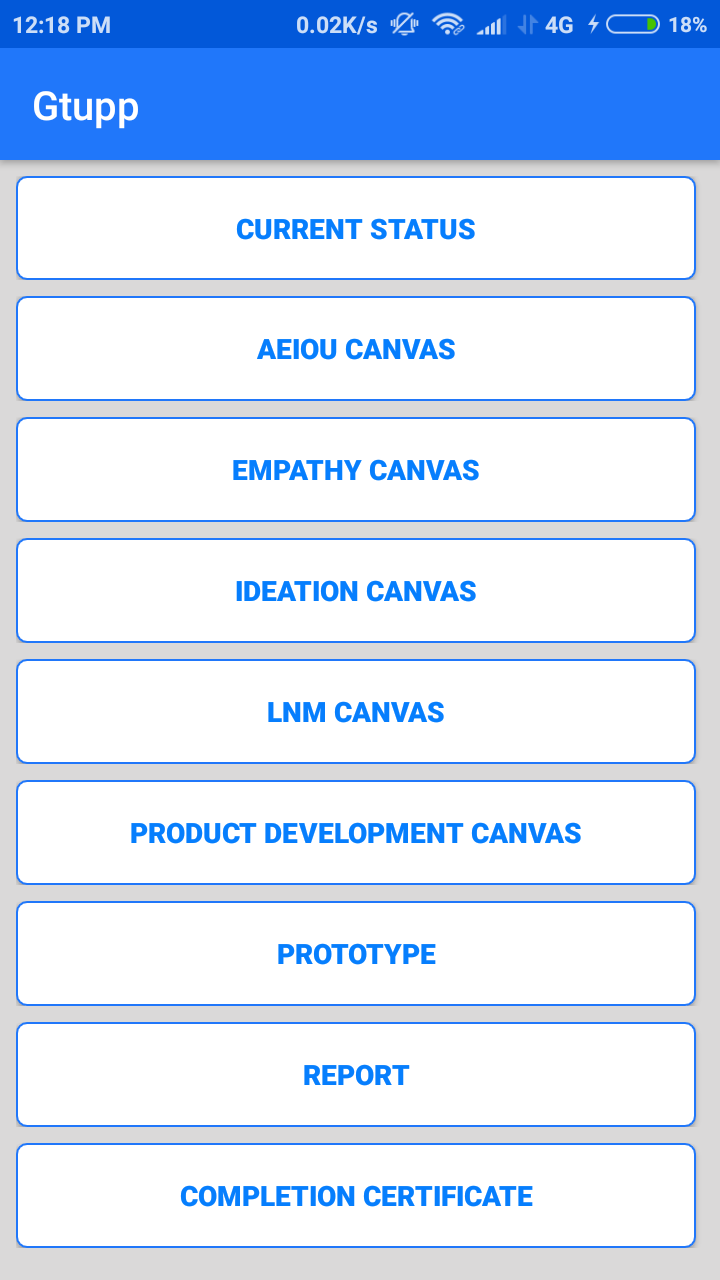 12:18 PM 0.02K/s 4G 18%
Gtupp
CURRENT STATUS
AEIOU CANVAS
EMPATHY CANVAS
IDEATION CANVAS
LNM CANVAS
PRODUCT DEVELOPMENT CANVAS
PROTOTYPE
REPORT
COMPLETION CERTIFICATE